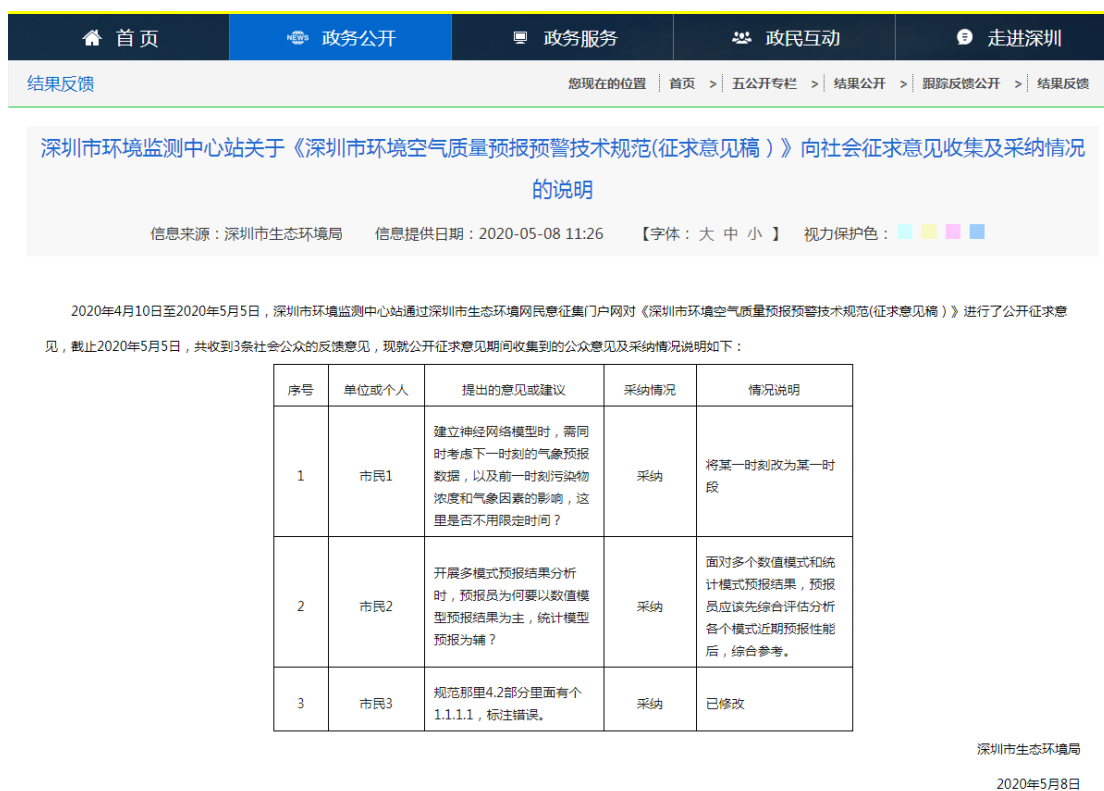 首页 NEWS 政务公开 政务服务 政民互动 走进深圳
结果反馈 您现在的位置 首页 > 五公开专栏 > 结果公开 > 跟踪反馈公开 > 结果反馈
深圳市环境监测中心站关于《深圳市环境空气质量预报预警技术规范(征求意见稿）》向社会征求意见收集及采纳情况
的说明
信息来源：深圳市生态环境局 信息提供日期：2020-05-08 11:26 【字体：大 中 小 】 视力保护色：
2020年4月10日至2020年5月5日，深圳市环境监测中心站通过深圳市生态环境网民意征集门户网对《深圳市环境空气质量预报预警技术规范(征求意见稿）》进行了公开征求意
见，截止2020年5月5日，共收到3条社会公众的反馈意见，现就公开征求意见期间收集到的公众意见及采纳情况说明如下：
序号 单位或个人 提出的意见或建议 采纳情况 情况说明
1
市民1
建立神经网络模型时，需同
时考虑下一时刻的气象预报
数据，以及前一时刻污染物
浓度和气象因素的影响，这
里是否不用限定时间？
采纳
将某一时刻改为某一时
段
2
市民2
开展多模式预报结果分析
时，预报员为何要以数值模
型预报结果为主，统计模型
预报为辅？
采纳
面对多个数值模式和统
计模式预报结果，预报
员应该先综合评估分析
各个模式近期预报性能
后，综合参考。
3
市民3
规范那里4.2部分里面有个
1.1.1.1，标注错误。
采纳
已修改
深圳市生态环境局
2020年5月8日